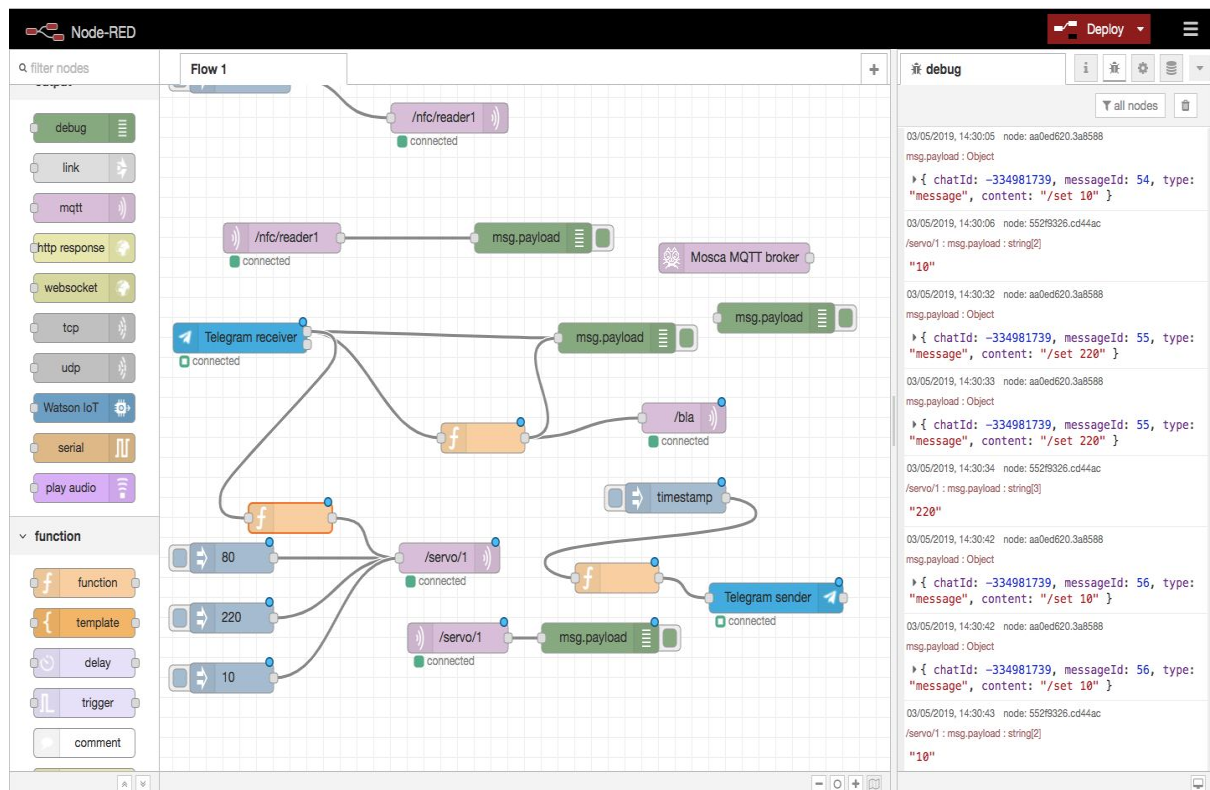 Node-RED
Deploy
filter nodes
output
debug
link
mqtt
http response
websocket
tcp
udp
Watson IoT
serial
play audio
function
function
template
delay
trigger
comment
Flow 1
/nfc/reader1
connected
/nfc/reader1
connected
msg.payload
Mosca MQTT broker
msg.payload
Telegram receiver
connected
msg.payload
f
/bla
connected
timestamp
f
80
/servo/1
connected
f
Telegram sender
connected
220
/servo/1
connected
msg.payload
10
debug
i
all nodes
03/05/2019, 14:30:05 node: aa0ed620.3a8588
msg.payload : Object
{ chatId: -334981739, messageId: 54, type:
"message", content: "/set 10" }
03/05/2019, 14:30:06 node: 552f9326.cd44ac
/servo/1 : msg.payload : string[2]
"10"
03/05/2019, 14:30:32 node: aa0ed620.3a8588
msg.payload : Object
{ chatId: -334981739, messageId: 55, type:
"message", content: "/set 220" }
03/05/2019, 14:30:33 node: aa0ed620.3a8588
msg.payload : Object
{ chatId: -334981739, messageId: 55, type:
"message", content: "/set 220" }
03/05/2019, 14:30:34 node: 552f9326.cd44ac
/servo/1 : msg.payload : string[3]
"220"
03/05/2019, 14:30:42 node: aa0ed620.3a8588
msg.payload : Object
{ chatId: -334981739, messageId: 56, type:
"message", content: "/set 10" }
03/05/2019, 14:30:42 node: aa0ed620.3a8588
msg.payload : Object
{ chatId: -334981739, messageId: 56, type:
"message", content: "/set 10" }
03/05/2019, 14:30:43 node: 552f9326.cd44ac
/servo/1 : msg.payload : string[2]
"10"